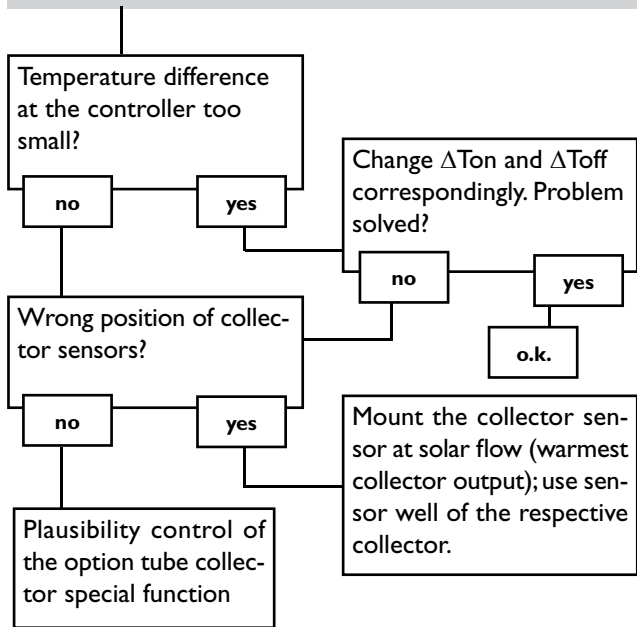 Temperature difference
at the controller too
small?
no
yes
Change ΔTon and ΔToff
correspondingly. Problem
solved?
no
yes
o.k.
Wrong position of collec-
tor sensors?
no
yes
Mount the collector sen-
sor at solar flow (warmest
collector output); use sen-
sor well of the respective
collector.
Plausibility control of
the option tube collec-
tor special function